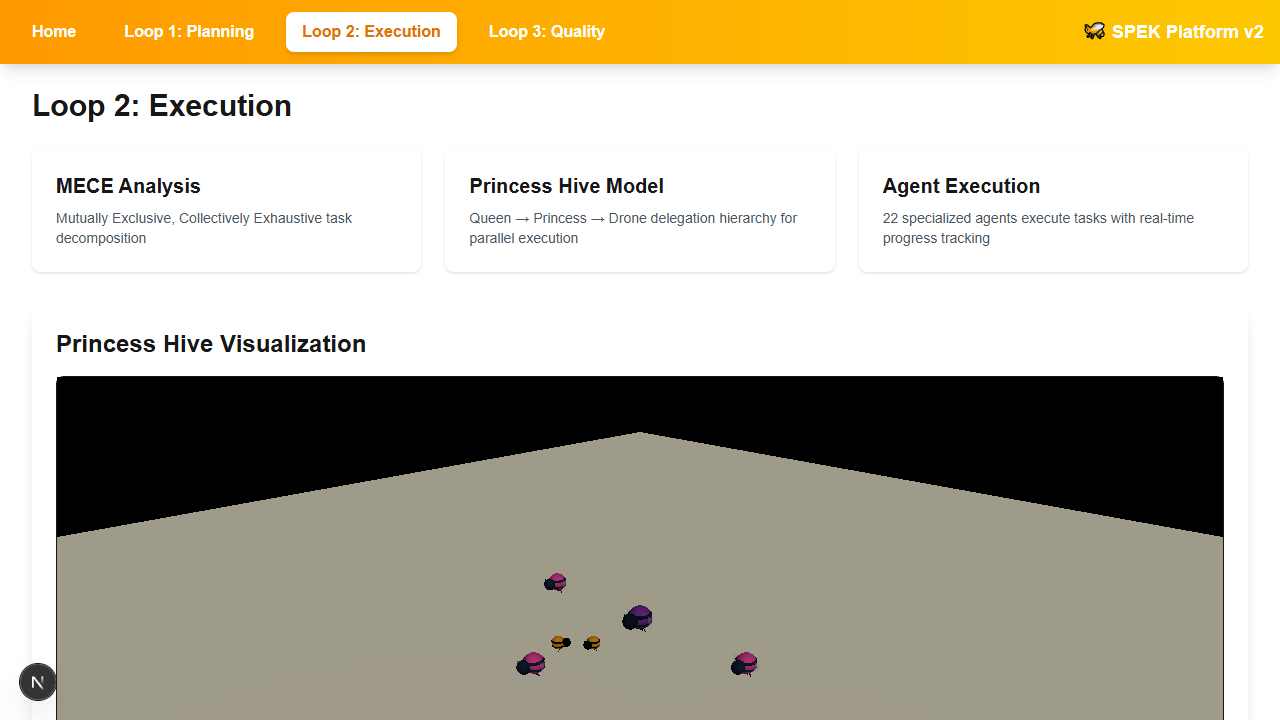 Home
Loop 1: Planning
Loop 2: Execution
Loop 3: Quality
SPEK Platform v2
Loop 2: Execution
MECE Analysis
Mutually Exclusive, Collectively Exhaustive task
decomposition
Princess Hive Model
Queen → Princess → Drone delegation hierarchy for
parallel execution
Agent Execution
22 specialized agents execute tasks with real-time
progress tracking
Princess Hive Visualization
N